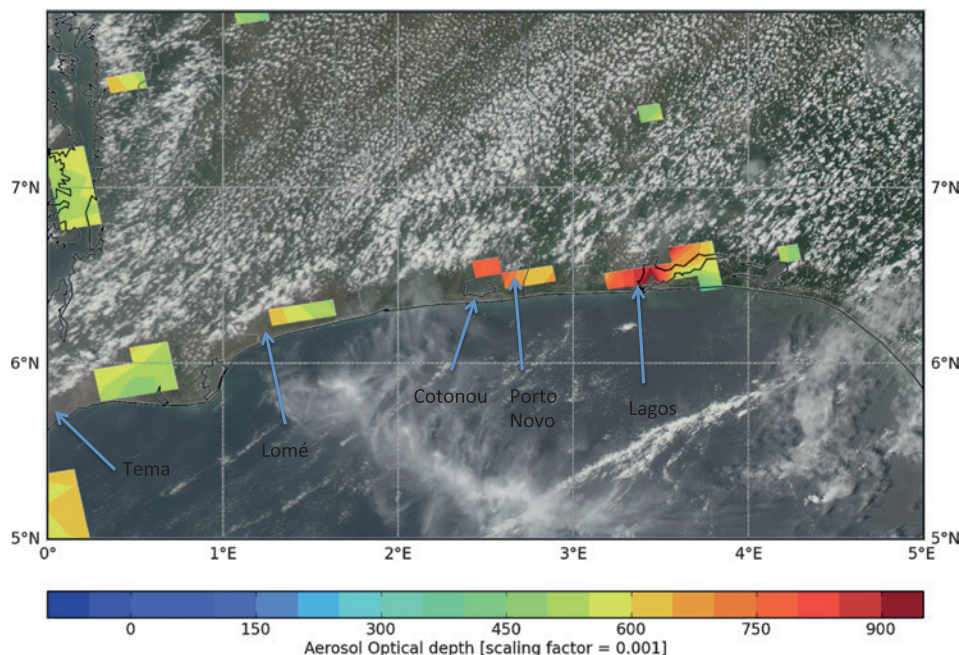 7°N
7°N
6°N
6°N
Cotonou
Porto
Novo
Lagos
Lomé
Tema
5°N
5°N
0°
1°E
2°E
3°E
4°E
5°E
0
150
300
450
600
750
900
Aerosol Optical depth [scaling factor = 0.001]